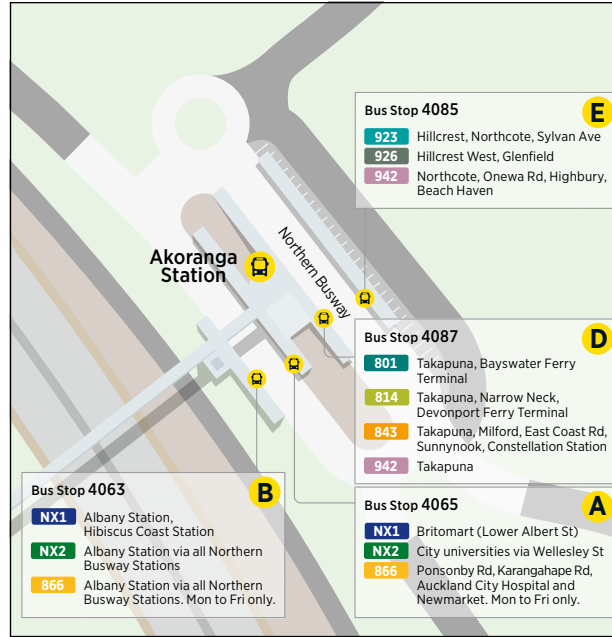 Bus Stop 4085
E
923 Hillcrest, Northcote, Sylvan Ave
926 Hillcrest West, Glenfield
942 Northcote, Onewa Rd, Highbury,
Beach Haven
Akoranga
Station
Northern Busway
Bus Stop 4087
D
801 Takapuna, Bayswater Ferry
Terminal
814 Takapuna, Narrow Neck,
Devonport Ferry Terminal
843 Takapuna, Milford, East Coast Rd,
Sunnynook, Constellation Station
942 Takapuna
Bus Stop 4063
B
NX1 Albany Station,
Hibiscus Coast Station
NX2 Albany Station via all Northern
Busway Stations
866 Albany Station via all Northern
Busway Stations. Mon to Fri only.
Bus Stop 4065
A
NX1 Britomart (Lower Albert St)
NX2 City universities via Wellesley St
866 Ponsonby Rd, Karangahape Rd,
Auckland City Hospital and
Newmarket. Mon to Fri only.